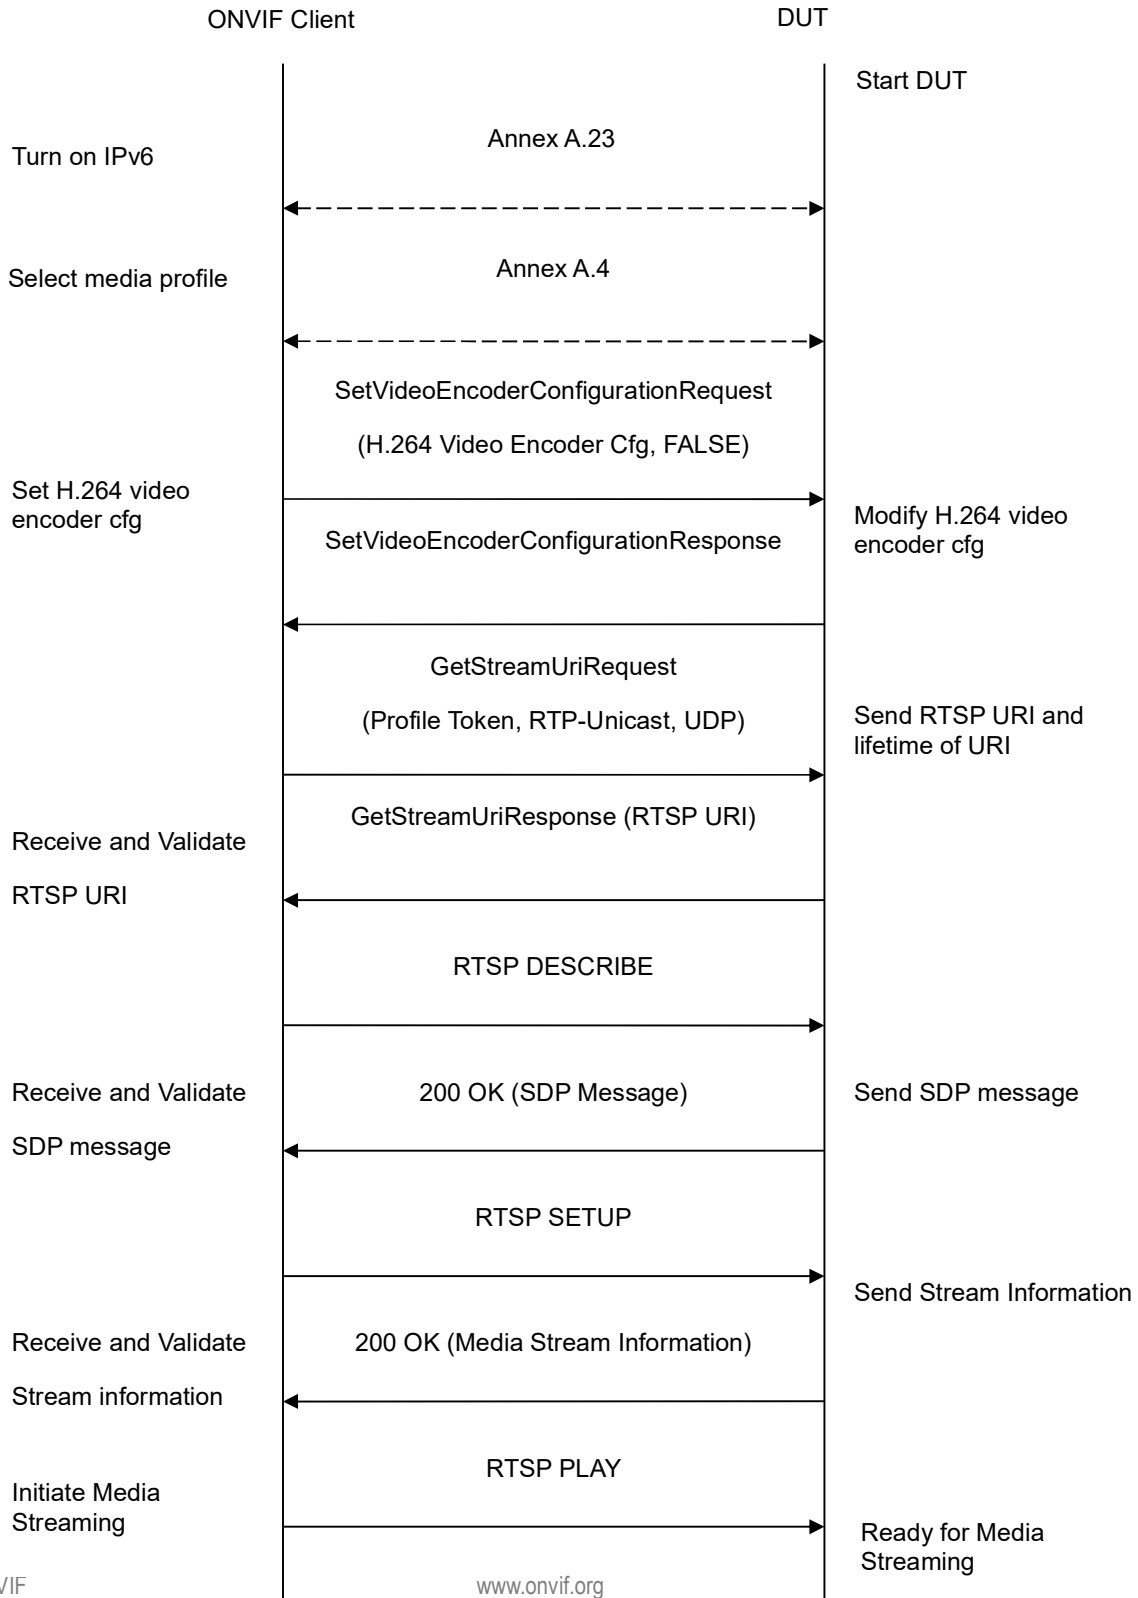 ONVIF Client
DUT
Start DUT
Annex A.23
Turn on IPv6
Annex A.4
Select media profile
SetVideoEncoderConfigurationRequest
(H.264 Video Encoder Cfg, FALSE)
Set H.264 video
encoder cfg
Modify H.264 video
encoder cfg
SetVideoEncoderConfigurationResponse
GetStreamUriRequest
(Profile Token, RTP-Unicast, UDP)
Send RTSP URI and
lifetime of URI
GetStreamUriResponse (RTSP URI)
Receive and Validate
RTSP URI
RTSP DESCRIBE
Receive and Validate
SDP message
200 OK (SDP Message)
Send SDP message
RTSP SETUP
Send Stream Information
Receive and Validate
Stream information
200 OK (Media Stream Information)
RTSP PLAY
Initiate Media
Streaming
Ready for Media
Streaming
VIF
www.onvif.org